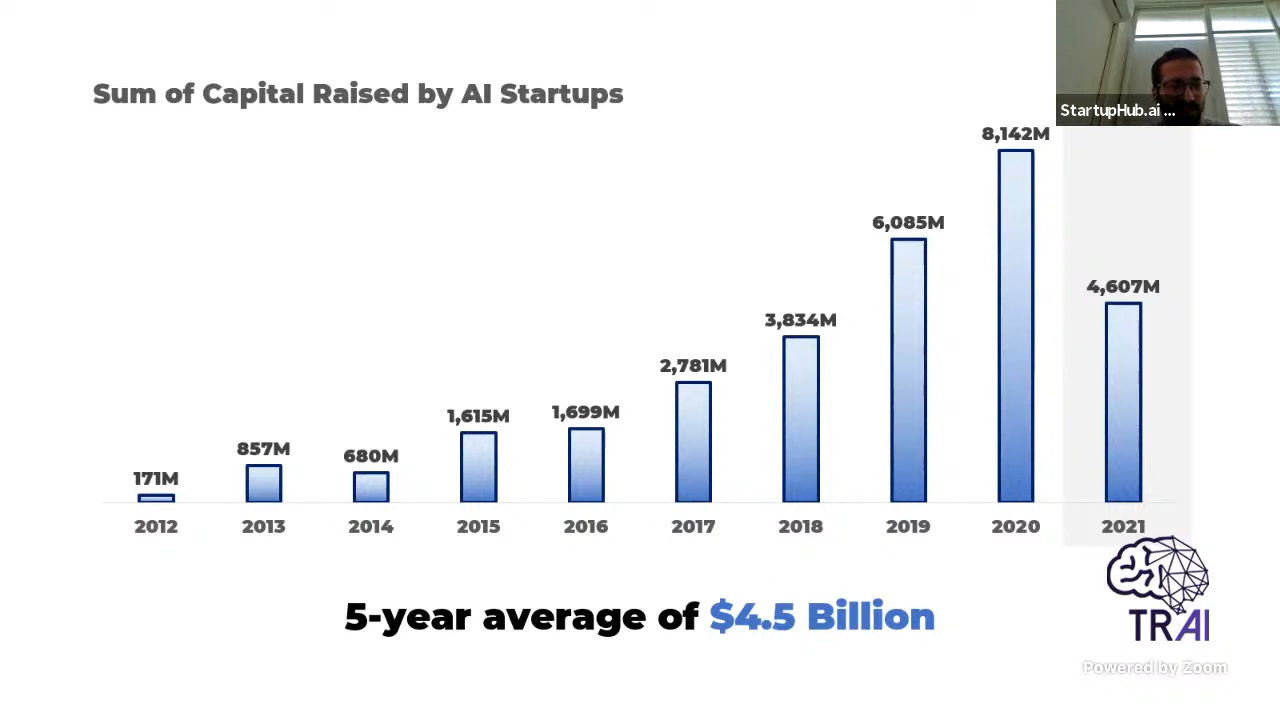 StartupHub.ai ...
Sum of Capital Raised by AI Startups
8,142M
6,085M
4,607M
3,834M
2,781M
1,615M
1,699M
857M
680M
171M
2012 2013 2014 2015 2016 2017 2018 2019 2020 2021
5-year average of $4.5 Billion
TRAI
Powered by Zoom